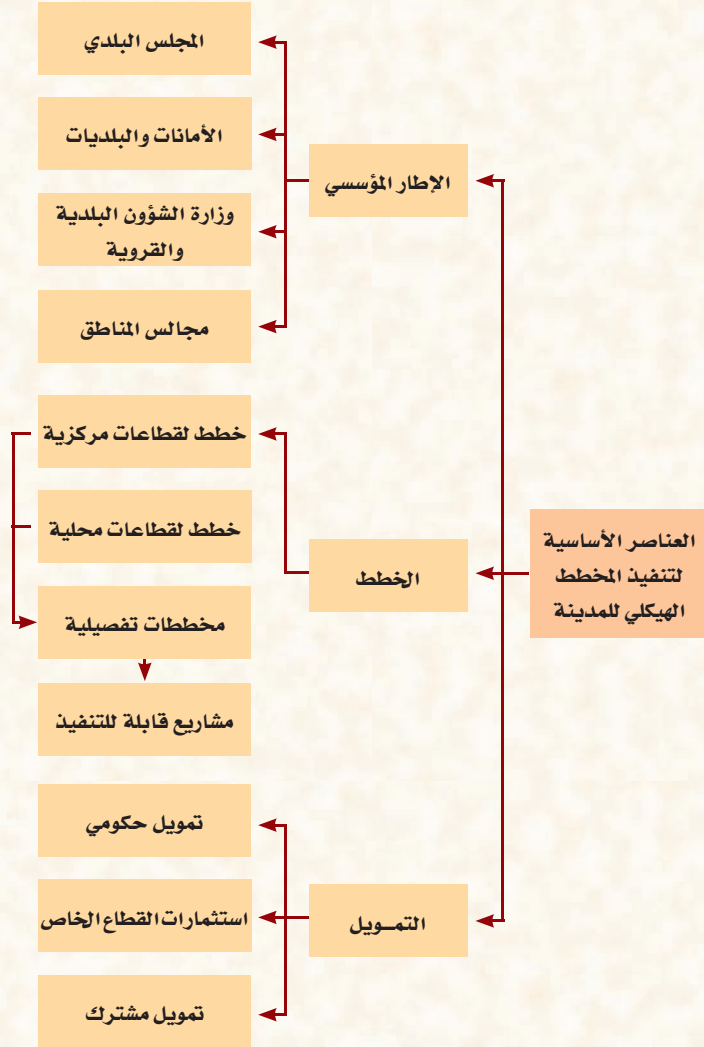 العناصر الأساسية
لتنفيذ المخطط
الهيكلي للمدينة
الإطار المؤسسي
المجلس البلدي
الأمانات والبلديات
وزارة الشؤون البلدية
والقروية
مجالس المناطق
الخطط
خطط لقطاعات مركزية
خطط لقطاعات محلية
مخططات تفصيلية
مشاريع قابلة للتنفيذ
التمــويل
تمويل حكومي
استثمارات القطاع الخاص
تمويل مشترك